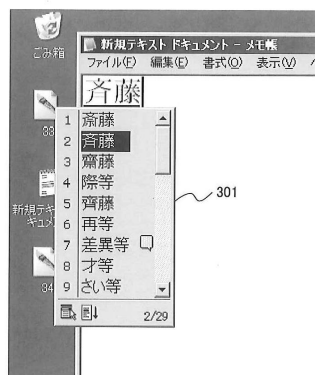 ごみ箱
新規テキスト ドキュメント - メモ帳
ファイル(F) 編集(E) 書式(O) 表示(V)
斉藤
1 斎藤
2 斉藤
3 齋藤
4 際等
5 齊藤
6 再等
7 差異等
8 才等
9 さい等
2/29
301
83
新規テキ
キュメ
84